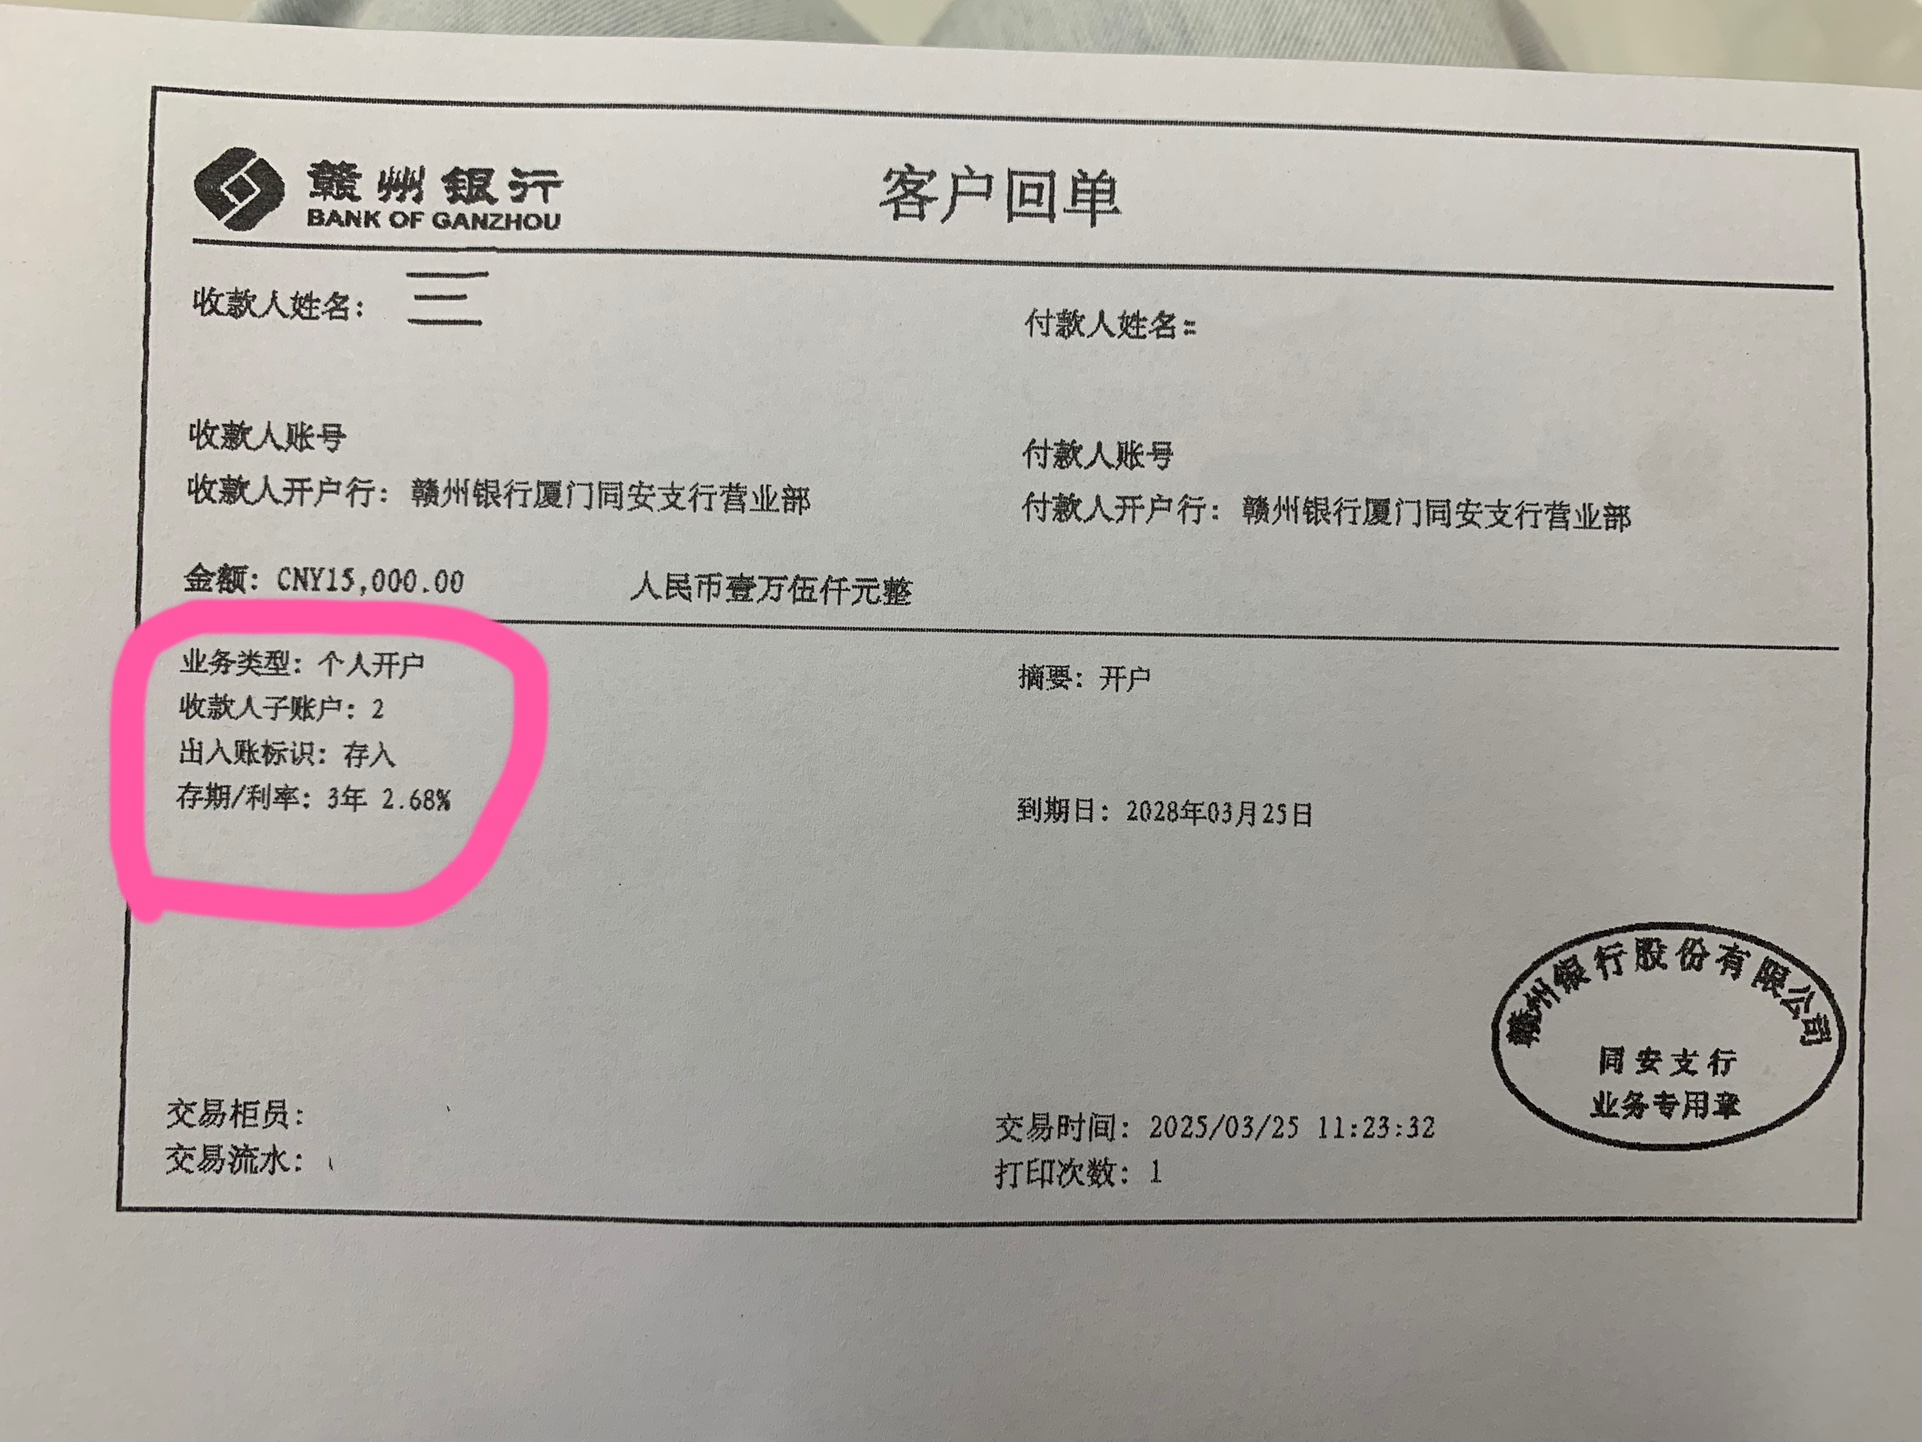 赣州银行
BANK OF GANZHOU
客户回单
收款人姓名： 三
付款人姓名：
收款人账号
付款人账号
收款人开户行：赣州银行厦门同安支行营业部
付款人开户行：赣州银行厦门同安支行营业部
金额：CNY15,000.00 人民币壹万伍仟元整
业务类型：个人开户
摘要：开户
收款人子账户：2
出入账标识：存入
存期/利率：3年 2.68%
到期日：2028年03月25日
赣州银行股份有限公司
同安支行
业务专用章
交易柜员：
交易时间：2025/03/25 11:23:32
交易流水：
打印次数：1